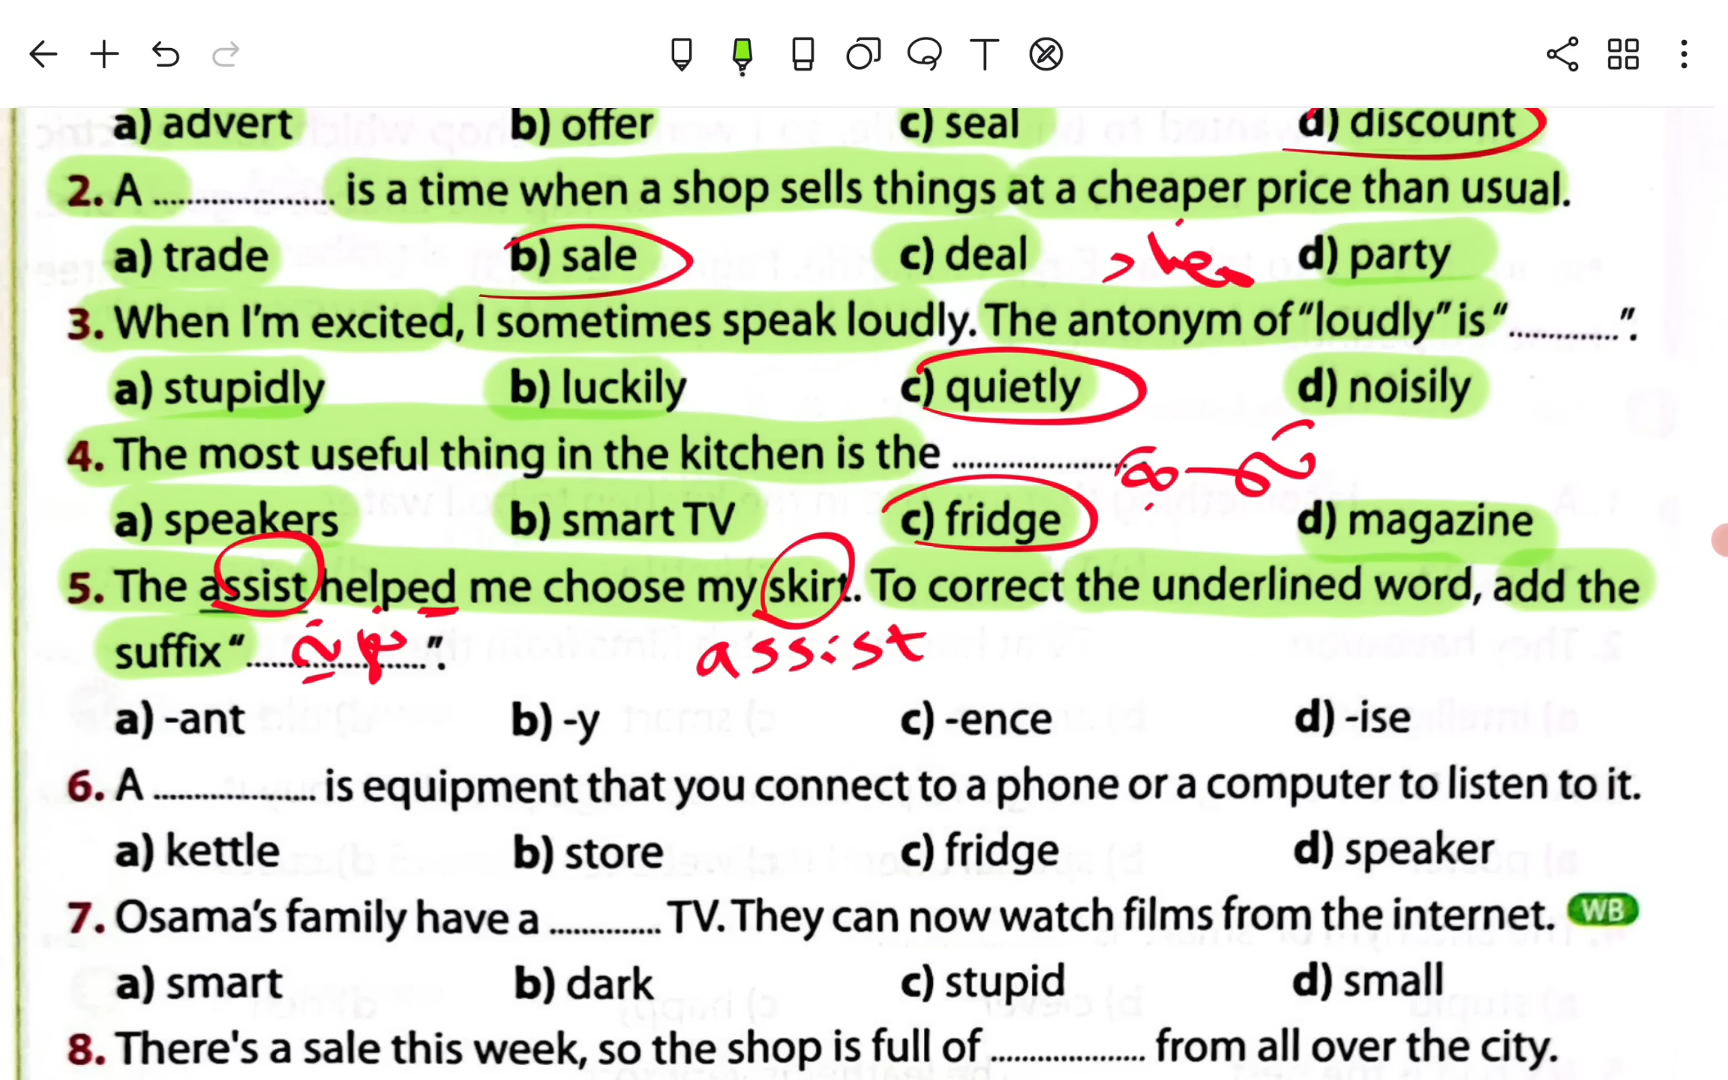 a) advert b) offer c) seal d) discount
2. A .................... is a time when a shop sells things at a cheaper price than usual.
a) trade b) sale c) deal d) party
3. When I'm excited, I sometimes speak loudly. The antonym of "loudly" is "............".
a) stupidly b) luckily c) quietly d) noisily
4. The most useful thing in the kitchen is the ....................
a) speakers b) smart TV c) fridge d) magazine
5. The assist helped me choose my skirt. To correct the underlined word, add the
suffix "....................".
assist
a) -ant b) -y c) -ence d) -ise
6. A .................. is equipment that you connect to a phone or a computer to listen to it.
a) kettle b) store c) fridge d) speaker
7. Osama's family have a ............ TV. They can now watch films from the internet. WB
a) smart b) dark c) stupid d) small
8. There's a sale this week, so the shop is full of .................. from all over the city.